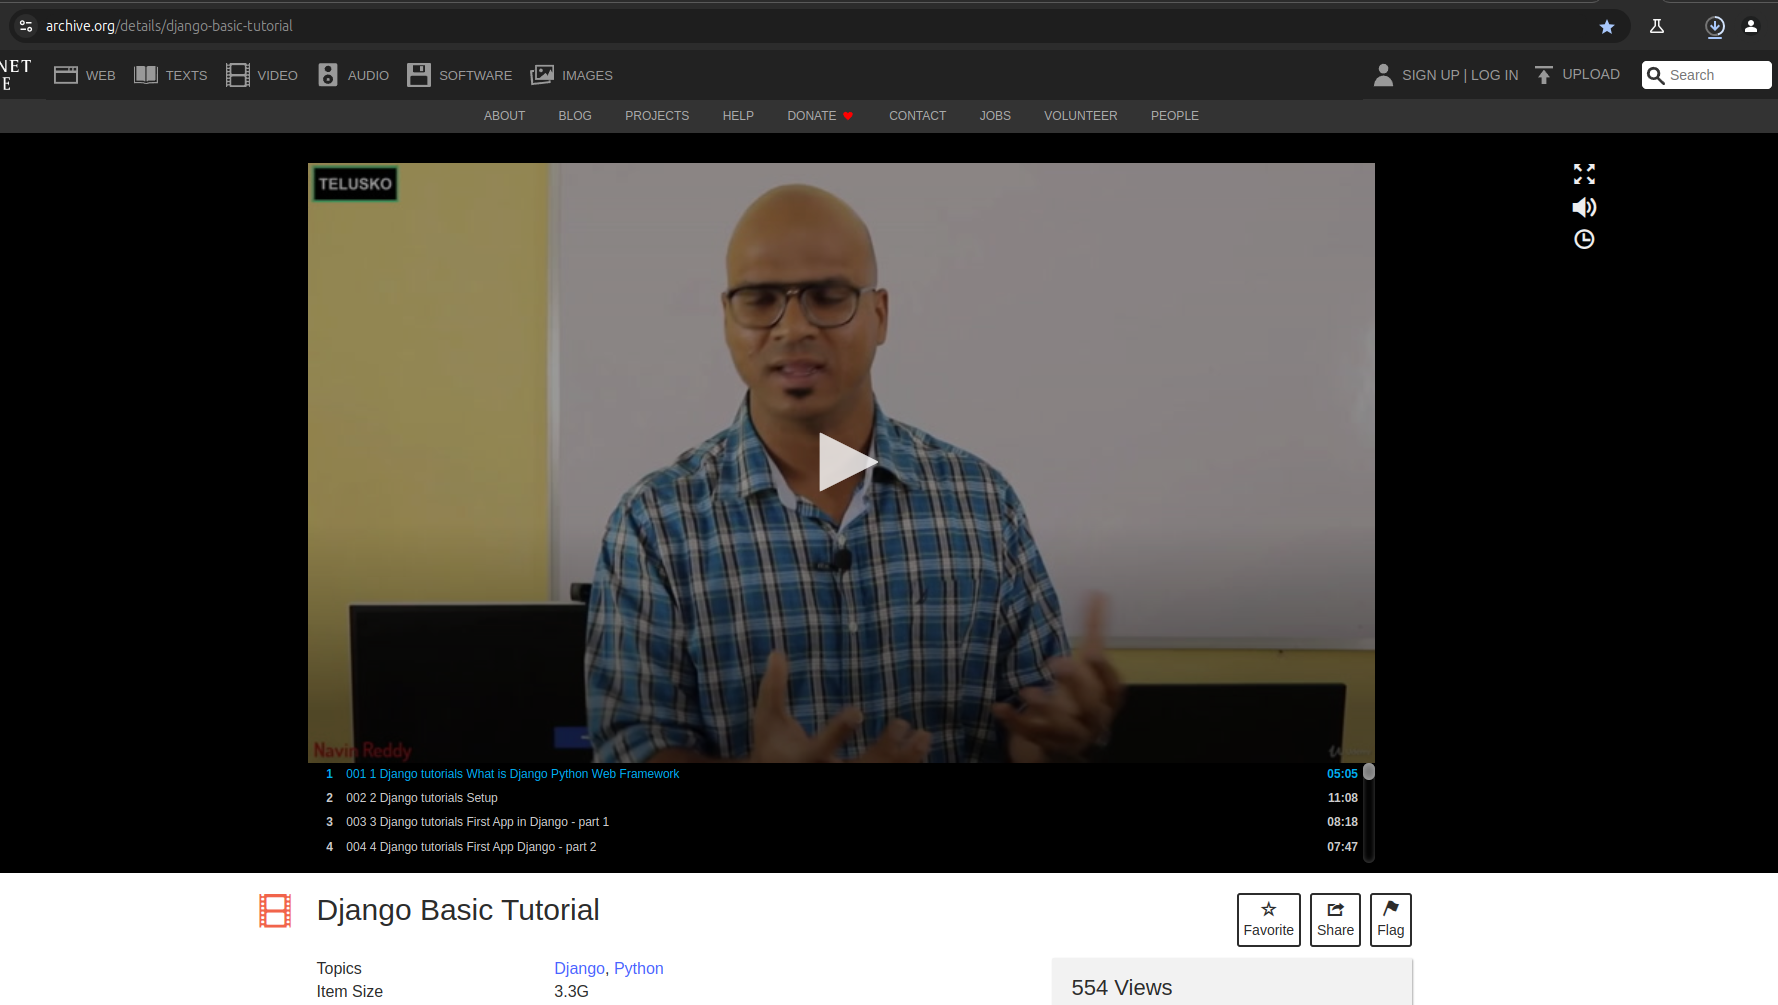 archive.org/details/django-basic-tutorial
NET
E
WEB TEXTS VIDEO AUDIO SOFTWARE IMAGES SIGN UP | LOG IN UPLOAD Search
ABOUT BLOG PROJECTS HELP DONATE CONTACT JOBS VOLUNTEER PEOPLE
TELUSKO
Navin Reddy
1 001 1 Django tutorials What is Django Python Web Framework 05:05
2 002 2 Django tutorials Setup 11:08
3 003 3 Django tutorials First App in Django - part 1 08:18
4 004 4 Django tutorials First App Django - part 2 07:47
Django Basic Tutorial
Favorite Share Flag
Topics Django, Python
Item Size 3.3G
554 Views